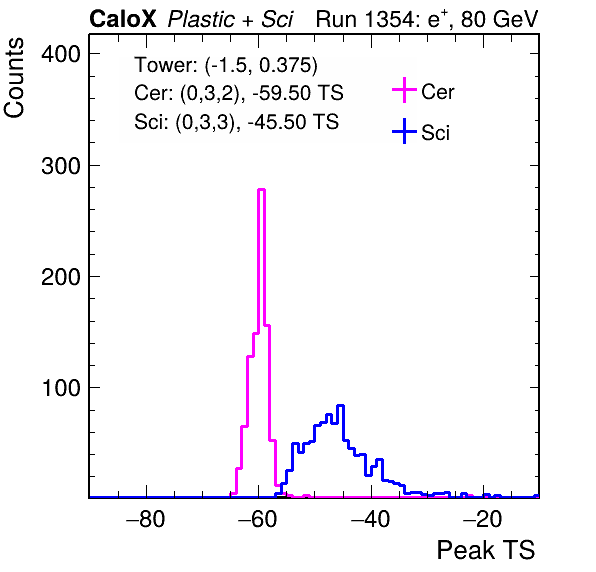 CaloX Plastic + Sci Run 1354: e⁺, 80 GeV
Counts
400
300
200
100
Tower: (-1.5, 0.375)
Cer: (0,3,2), -59.50 TS
Sci: (0,3,3), -45.50 TS
Cer
Sci
−80 −60 −40 −20
Peak TS